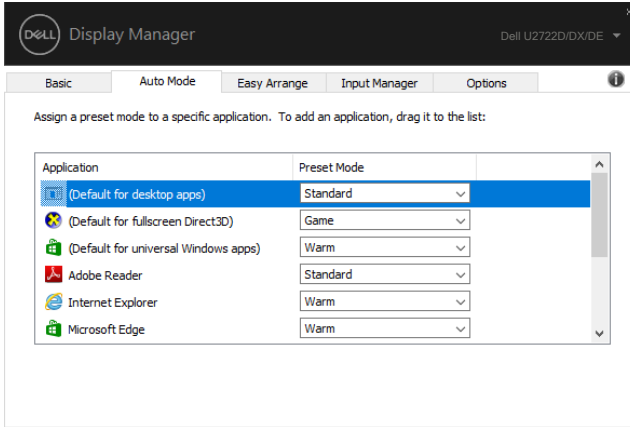 DELL Display Manager Dell U2722D/DX/DE
Basic Auto Mode Easy Arrange Input Manager Options
Assign a preset mode to a specific application. To add an application, drag it to the list:
Application Preset Mode
(Default for desktop apps) Standard
(Default for fullscreen Direct3D) Game
(Default for universal Windows apps) Warm
Adobe Reader Standard
Internet Explorer Warm
Microsoft Edge Warm